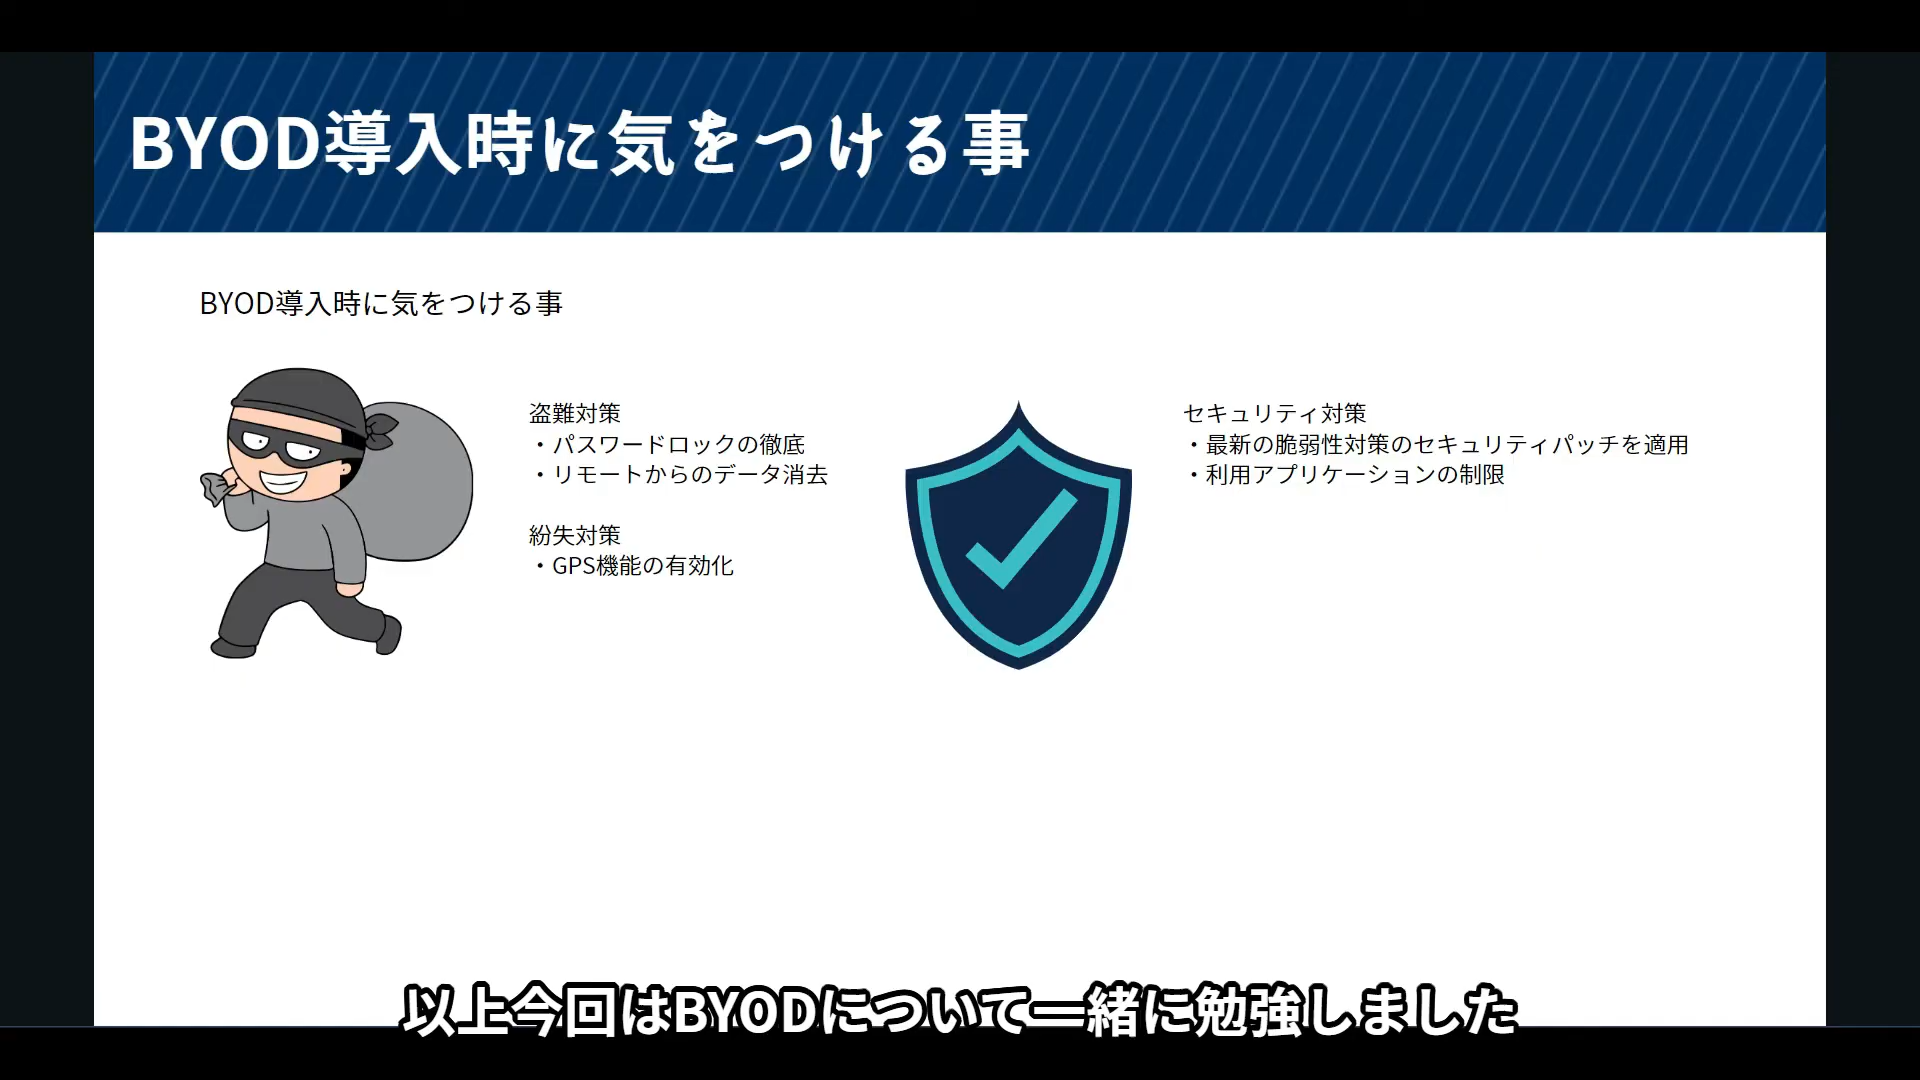 BYOD導入時に気をつける事
BYOD導入時に気をつける事
盗難対策
・パスワードロックの徹底
・リモートからのデータ消去
紛失対策
・GPS機能の有効化
セキュリティ対策
・最新の脆弱性対策のセキュリティパッチを適用
・利用アプリケーションの制限
以上今回はBYODについて一緒に勉強しました